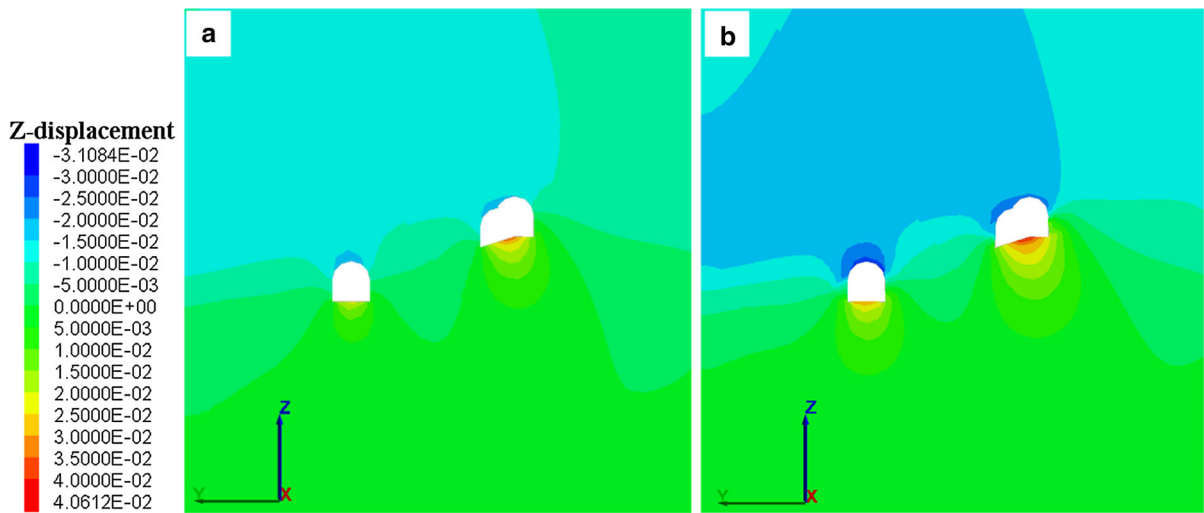 a
b
Z-displacement
-3.1084E-02
-3.0000E-02
-2.5000E-02
-2.0000E-02
-1.5000E-02
-1.0000E-02
-5.0000E-03
0.0000E+00
5.0000E-03
1.0000E-02
1.5000E-02
2.0000E-02
2.5000E-02
3.0000E-02
3.5000E-02
4.0000E-02
4.0612E-02
Z
Y
X
Z
Y
X